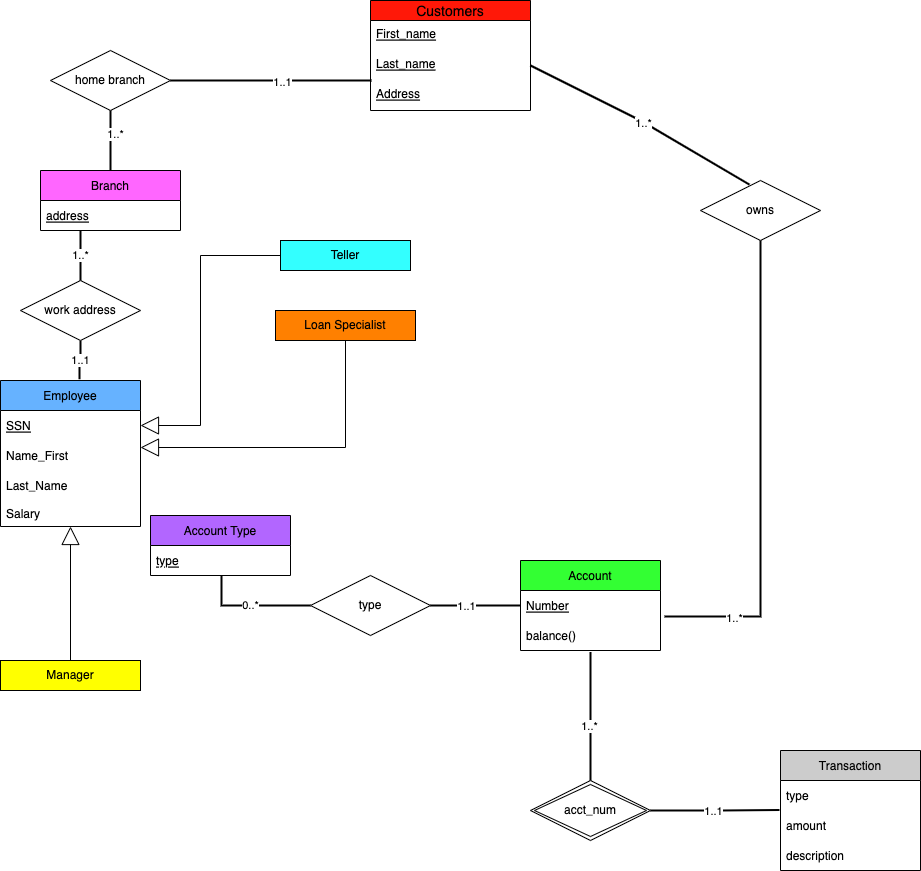 Customers
First_name
Last_name
Address
home branch
1..1
1..*
1..*
Branch
address
owns
1..*
Teller
work address
Loan Specialist
1..1
Employee
SSN
Name_First
Last_Name
Salary
Account Type
type
Account
0..*
type
1..1
Number
1..*
balance()
Manager
1..*
Transaction
acct_num
1..1
type
amount
description